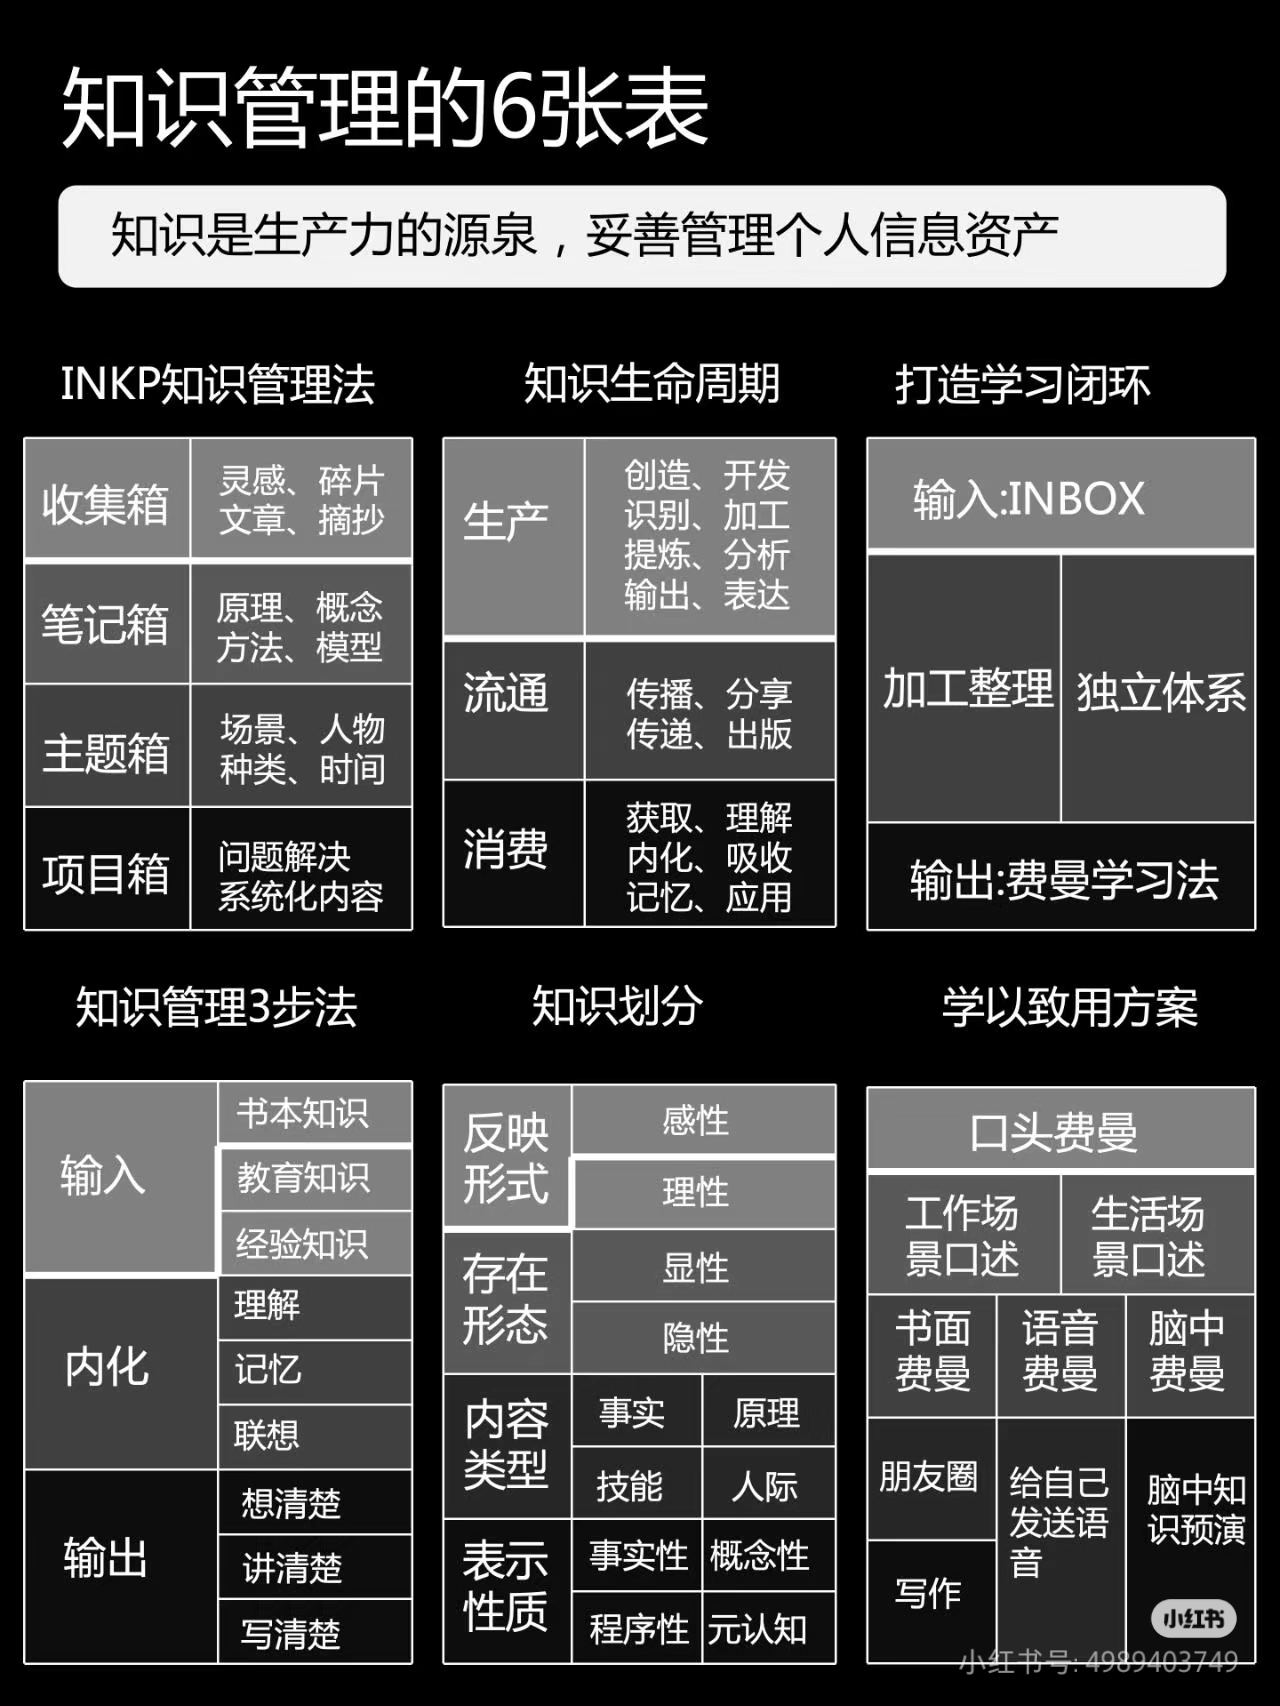 知识管理的6张表
知识是生产力的源泉，妥善管理个人信息资产
INKP知识管理法
收集箱
灵感、碎片
文章、摘抄
笔记箱
原理、概念
方法、模型
主题箱
场景、人物
种类、时间
项目箱
问题解决
系统化内容
知识生命周期
生产
创造、开发
识别、加工
提炼、分析
输出、表达
流通
传播、分享
传递、出版
消费
获取、理解
内化、吸收
记忆、应用
打造学习闭环
输入:INBOX
加工整理
独立体系
输出:费曼学习法
知识管理3步法
输入
书本知识
教育知识
经验知识
内化
理解
记忆
联想
输出
想清楚
讲清楚
写清楚
知识划分
反映
形式
感性
理性
存在
形态
显性
隐性
内容
类型
事实
原理
技能
人际
表示
性质
事实性
概念性
程序性
元认知
学以致用方案
口头费曼
工作场
景口述
生活场
景口述
书面
费曼
语音
费曼
脑中
费曼
朋友圈
写作
给自己
发送语
音
脑中知
识预演
小红书
小红书号: 4989403749